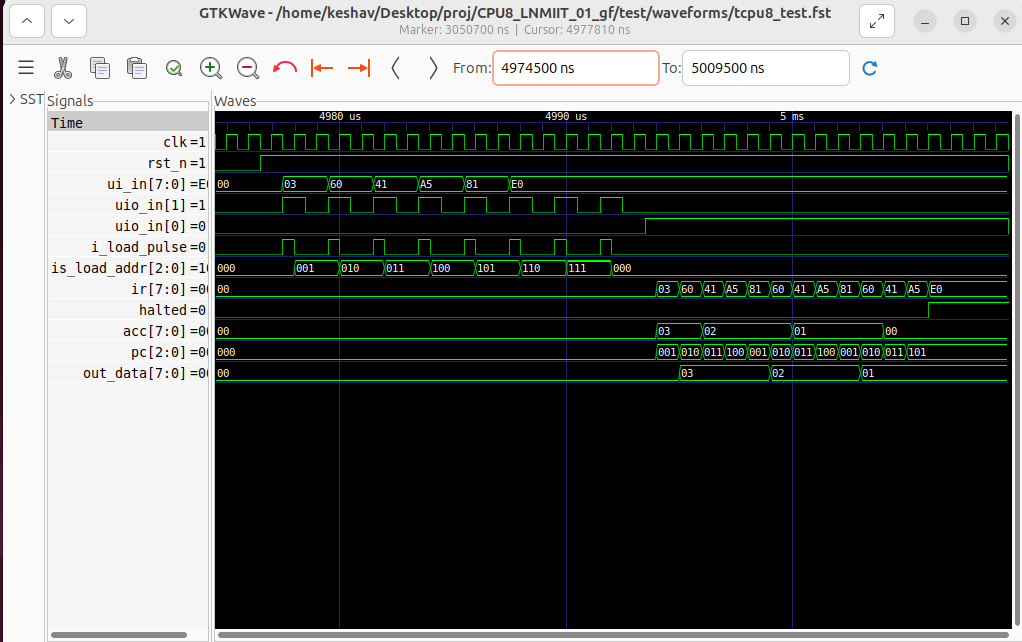 GTKWave - /home/keshav/Desktop/proj/CPU8_LNMIIT_01_gf/test/waveforms/tcpu8_test.fst
Marker: 3050700 ns | Cursor: 4977810 ns
From: 4974500 ns To: 5009500 ns
SST
Signals Waves
Time 4980 us 4990 us 5 ms
clk =1
rst_n =1
ui_in[7:0] =E0 00 03 60 41 A5 81 E0
uio_in[1] =1
uio_in[0] =0
i_load_pulse =0
is_load_addr[2:0] =10 000 001 010 011 100 101 110 111 000
ir[7:0] =00 00 03 60 41 A5 81 60 41 A5 81 60 41 A5 E0
halted =0
acc[7:0] =00 00 03 02 01 00
pc[2:0] =00 000 001 010 011 100 001 010 011 100 001 010 011 101
out_data[7:0] =00 00 03 02 01